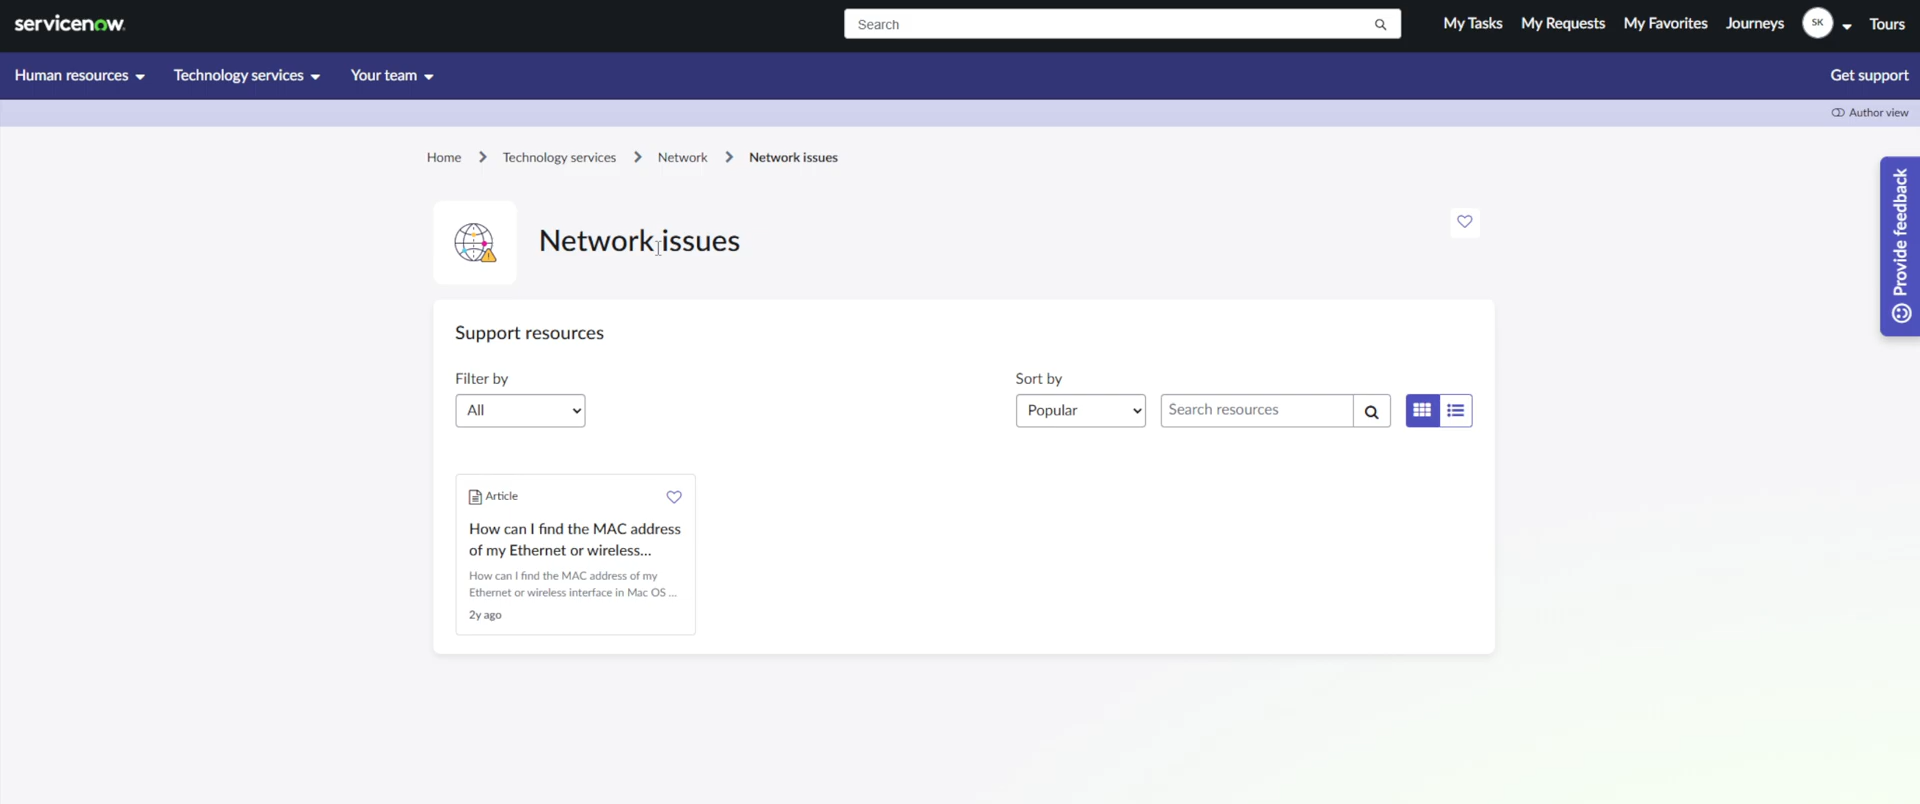 servicenow.
Search
My Tasks
My Requests
My Favorites
Journeys
SK
Tours
Human resources
Technology services
Your team
Get support
Author view
Home > Technology services > Network > Network issues
Network issues
Provide feedback
Support resources
Filter by
Sort by
All
Popular
Search resources
Article
How can I find the MAC address
of my Ethernet or wireless...
How can I find the MAC address of my
Ethernet or wireless interface in Mac OS ...
2y ago